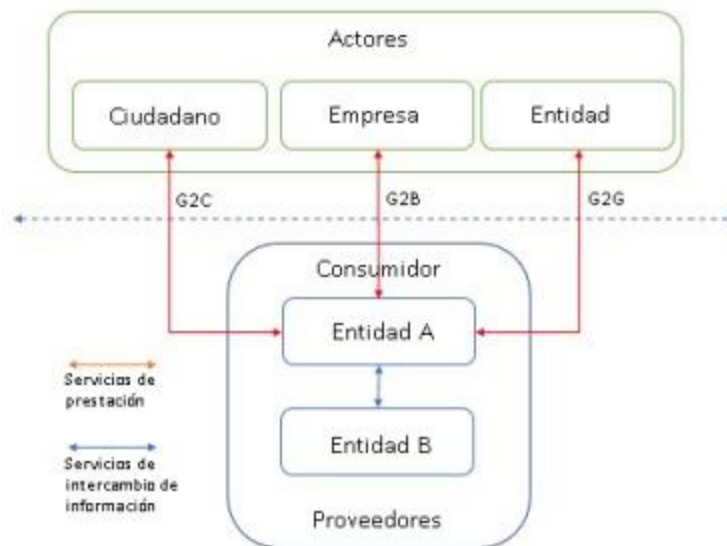 Actores
Ciudadano
Empresa
Entidad
G2C
G2B
G2G
Consumidor
Entidad A
Servicios de
prestación
Entidad B
Servicios de
intercambio de
información
Proveedores